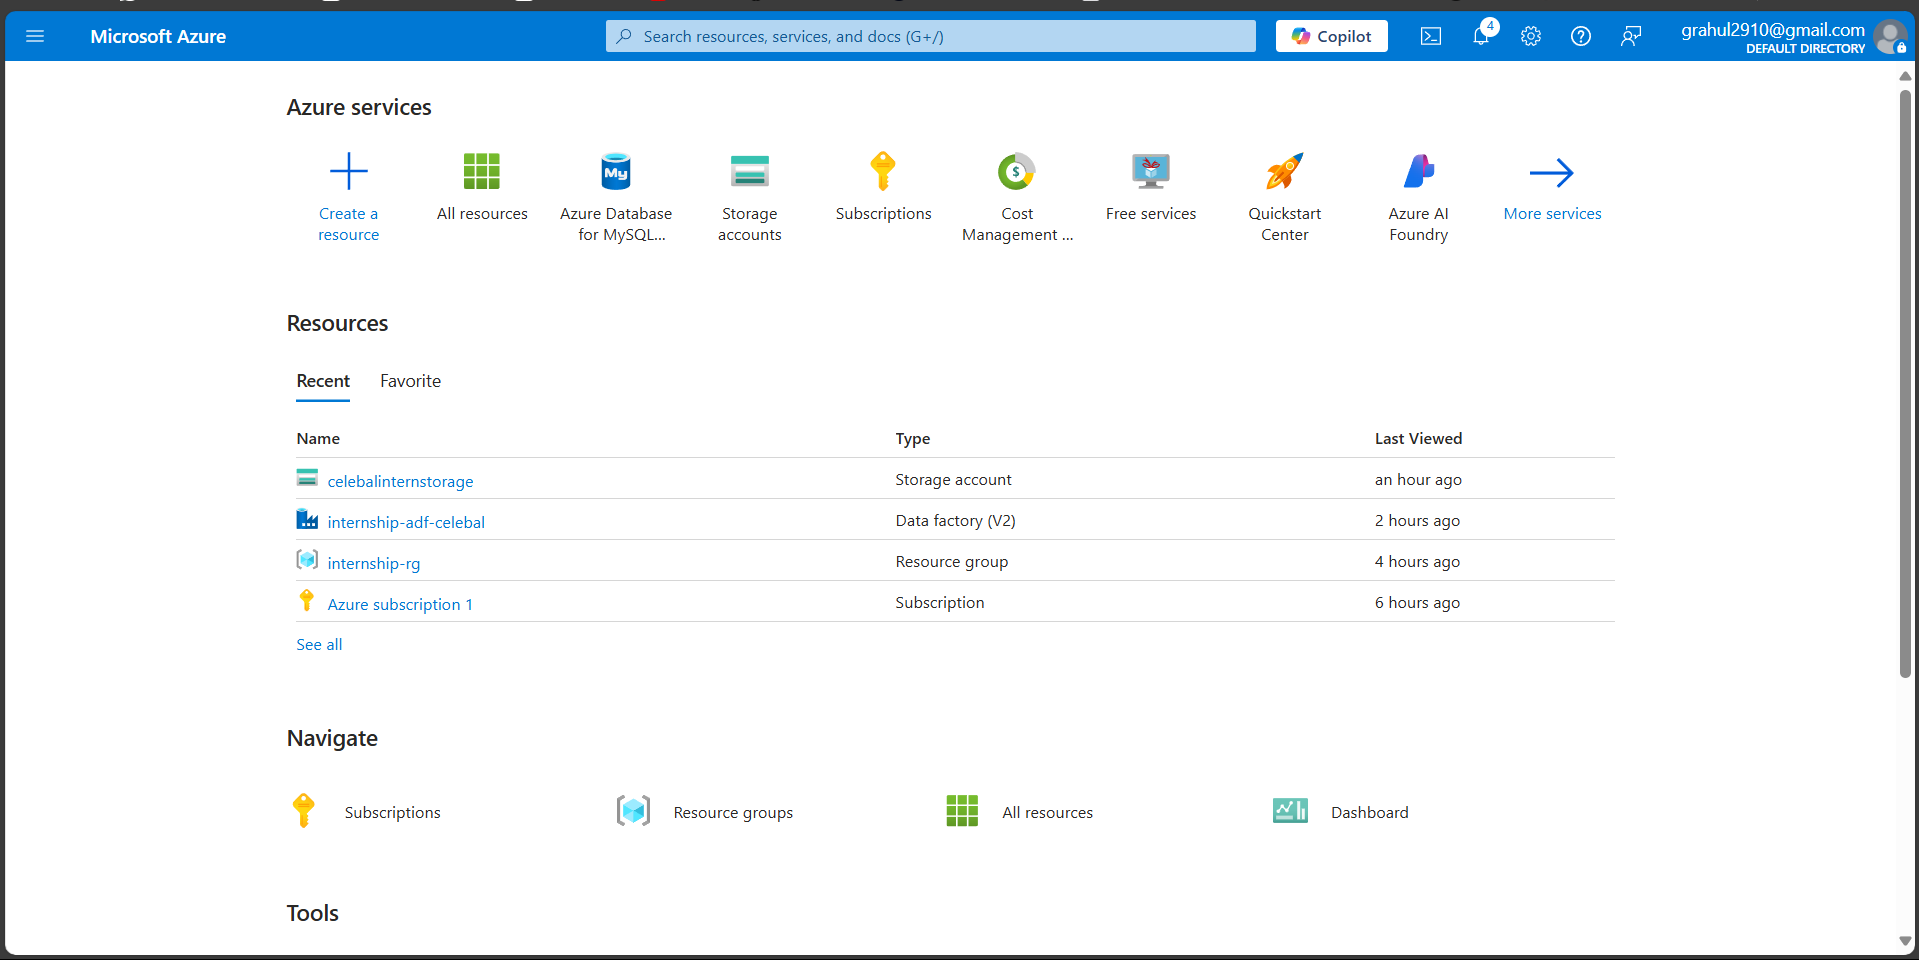 Microsoft Azure
Search resources, services, and docs (G+/)
Copilot
4
grahul2910@gmail.com
DEFAULT DIRECTORY
Azure services
Create a
resource
All resources
My
Azure Database
for MySQL...
Storage
accounts
Subscriptions
$
Cost
Management ...
Free services
Quickstart
Center
Azure AI
Foundry
More services
Resources
Recent
Favorite
Name Type Last Viewed
celebalinternstorage Storage account an hour ago
internship-adf-celebal Data factory (V2) 2 hours ago
internship-rg Resource group 4 hours ago
Azure subscription 1 Subscription 6 hours ago
See all
Navigate
Subscriptions
Resource groups
All resources
Dashboard
Tools